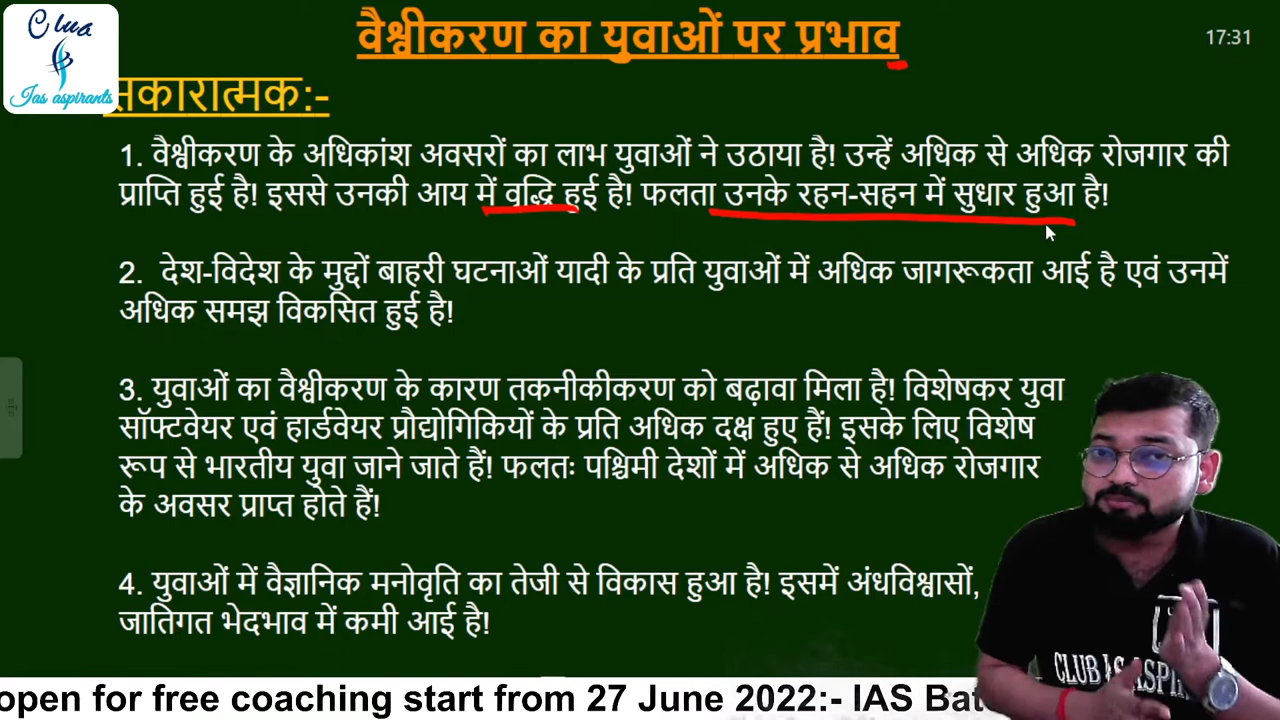 Clua
Ias aspirants
वैश्वीकरण का युवाओं पर प्रभाव
17:31
सकारात्मक:-
1. वैश्वीकरण के अधिकांश अवसरों का लाभ युवाओं ने उठाया है! उन्हें अधिक से अधिक रोजगार की
प्राप्ति हुई है! इससे उनकी आय में वृद्धि हुई है! फलता उनके रहन-सहन में सुधार हुआ है!
2. देश-विदेश के मुद्दों बाहरी घटनाओं यादी के प्रति युवाओं में अधिक जागरूकता आई है एवं उनमें
अधिक समझ विकसित हुई है!
3. युवाओं का वैश्वीकरण के कारण तकनीकीकरण को बढ़ावा मिला है! विशेषकर युवा
सॉफ्टवेयर एवं हार्डवेयर प्रौद्योगिकियों के प्रति अधिक दक्ष हुए हैं! इसके लिए विशेष
रूप से भारतीय युवा जाने जाते हैं! फलतः पश्चिमी देशों में अधिक से अधिक रोजगार
के अवसर प्राप्त होते हैं!
4. युवाओं में वैज्ञानिक मनोवृति का तेजी से विकास हुआ है! इसमें अंधविश्वासों,
जातिगत भेदभाव में कमी आई है!
CLUB IAS ASPIR
open for free coaching start from 27 June 2022:- IAS Bat